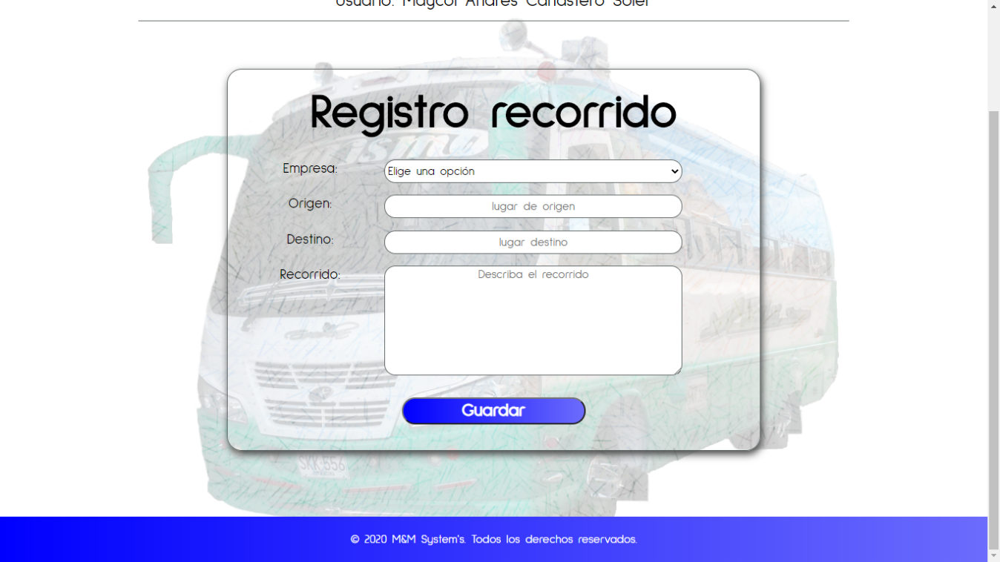 Usuario: Maycol Andres Canastero Soler
Registro recorrido
Empresa:
Elige una opción
Origen:
lugar de origen
Destino:
lugar destino
Recorrido:
Describa el recorrido
Guardar
SKK-556
© 2020 M&M System's. Todos los derechos reservados.